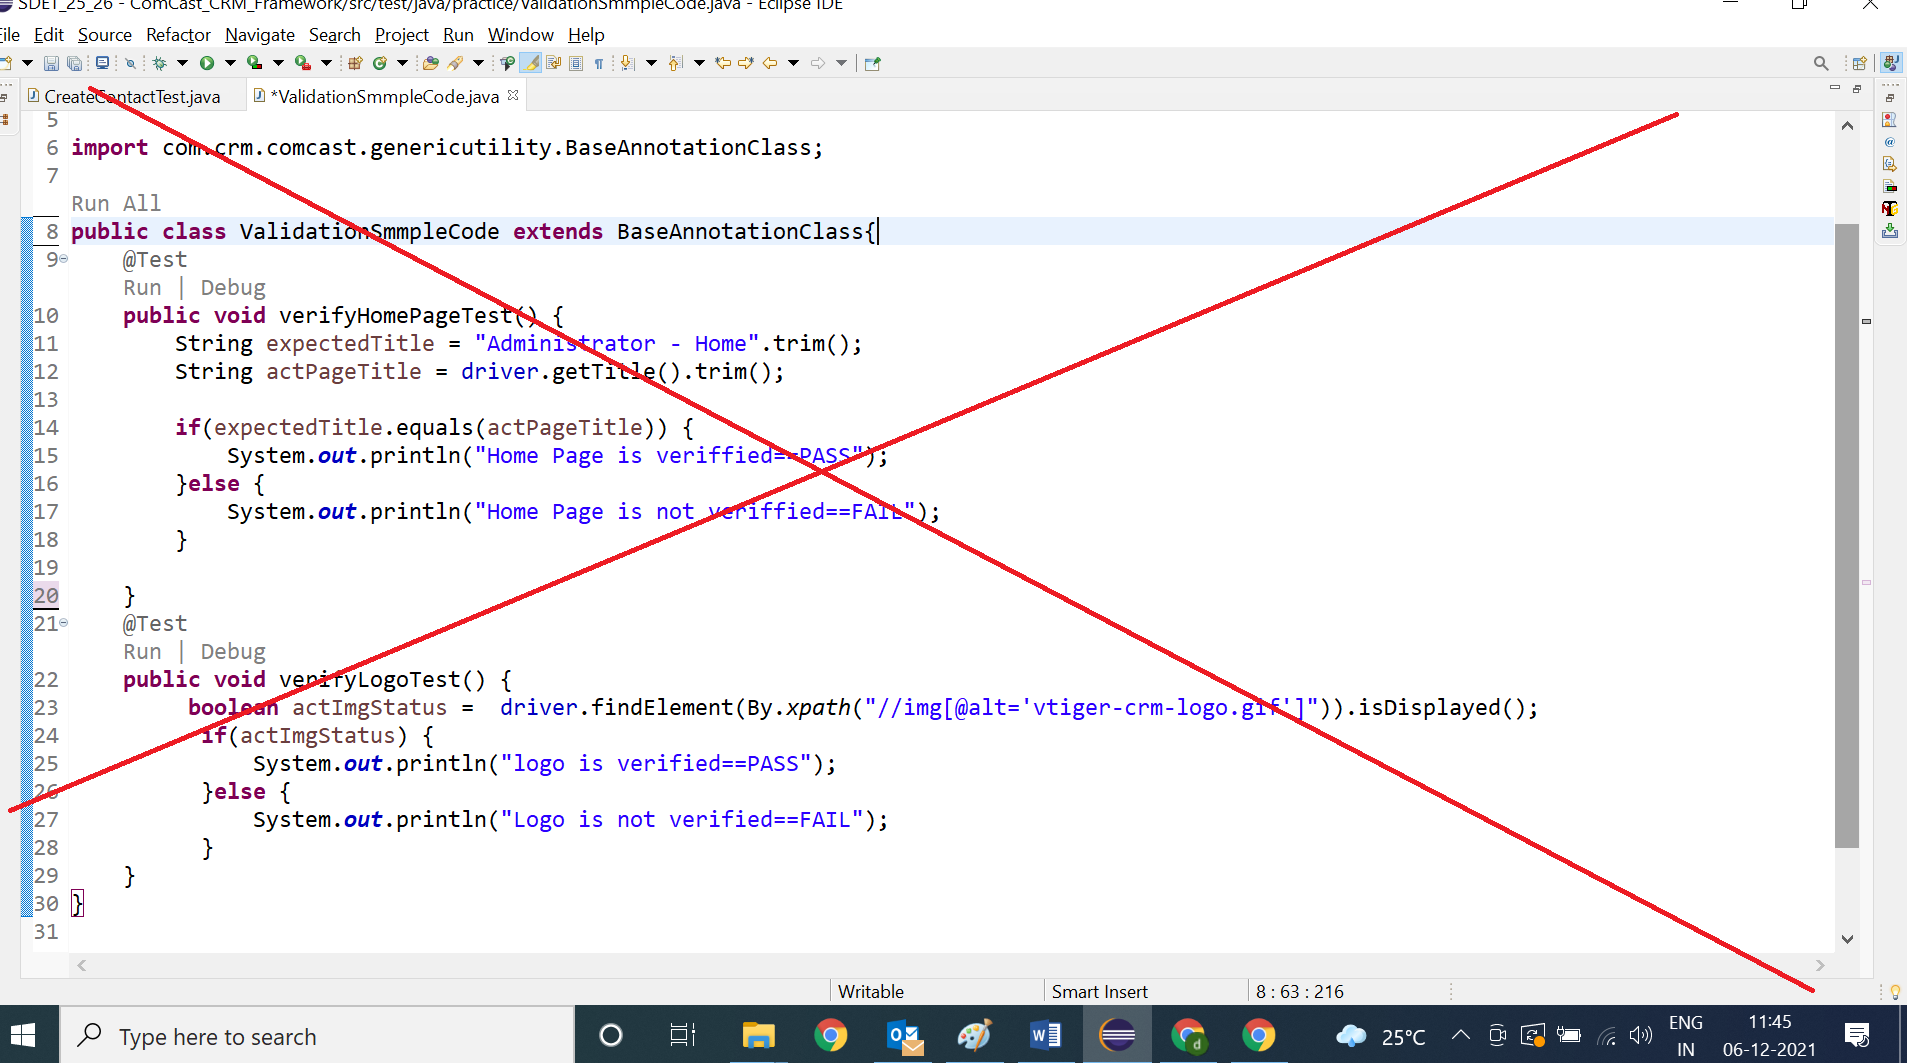 SDET_25_26 - ComCast_CRM_Framework/src/test/java/practice/ValidationSmmpleCode.java - Eclipse IDE
File Edit Source Refactor Navigate Search Project Run Window Help
CreateContactTest.java *ValidationSmmpleCode.java
5
6 import com.crm.comcast.genericutility.BaseAnnotationClass;
7
Run All
8 public class ValidationSmmpleCode extends BaseAnnotationClass{
9 @Test
Run | Debug
10 public void verifyHomePageTest() {
11 String expectedTitle = "Administrator - Home".trim();
12 String actPageTitle = driver.getTitle().trim();
13
14 if(expectedTitle.equals(actPageTitle)) {
15 System.out.println("Home Page is veriffied==PASS");
16 }else {
17 System.out.println("Home Page is not veriffied==FAIL");
18 }
19
20 }
21 @Test
Run | Debug
22 public void verifyLogoTest() {
23 boolean actImgStatus =  driver.findElement(By.xpath("//img[@alt='vtiger-crm-logo.gif']")).isDisplayed();
24 if(actImgStatus) {
25 System.out.println("logo is verified==PASS");
26 }else {
27 System.out.println("Logo is not verified==FAIL");
28 }
29 }
30 }
31
Writable Smart Insert 8 : 63 : 216
Type here to search 25°C ENG IN 11:45 06-12-2021